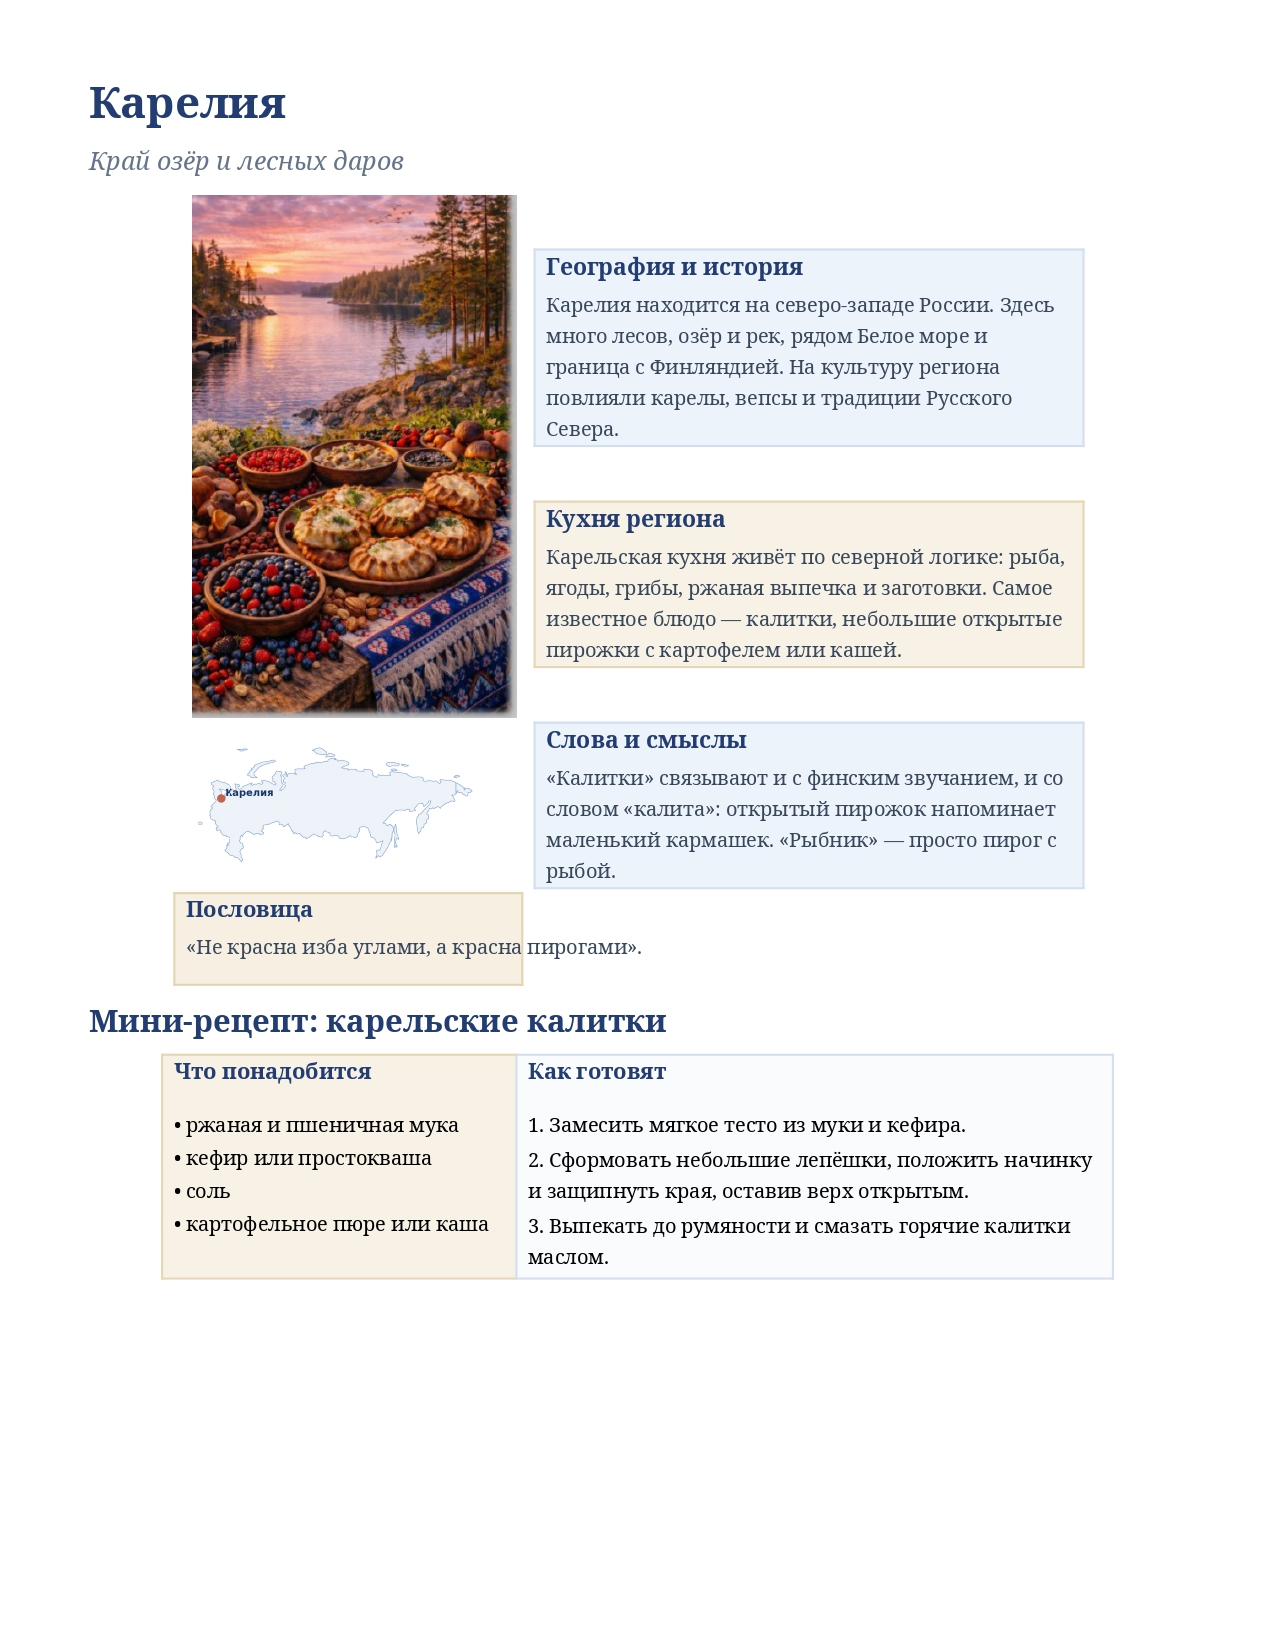 Карелия
Край озёр и лесных даров
География и история
Карелия находится на северо-западе России. Здесь
много лесов, озёр и рек, рядом Белое море и
граница с Финляндией. На культуру региона
повлияли карелы, вепсы и традиции Русского
Севера.
Кухня региона
Карельская кухня живёт по северной логике: рыба,
ягоды, грибы, ржаная выпечка и заготовки. Самое
известное блюдо — калитки, небольшие открытые
пирожки с картофелем или кашей.
Слова и смыслы
«Калитки» связывают и с финским звучанием, и со
словом «калита»: открытый пирожок напоминает
маленький кармашек. «Рыбник» — просто пирог с
рыбой.
Карелия
Пословица
«Не красна изба углами, а красна пирогами».
Мини-рецепт: карельские калитки
Что понадобится
• ржаная и пшеничная мука
• кефир или простокваша
• соль
• картофельное пюре или каша
Как готовят
1. Замесить мягкое тесто из муки и кефира.
2. Сформовать небольшие лепёшки, положить начинку
и защипнуть края, оставив верх открытым.
3. Выпекать до румяности и смазать горячие калитки
маслом.